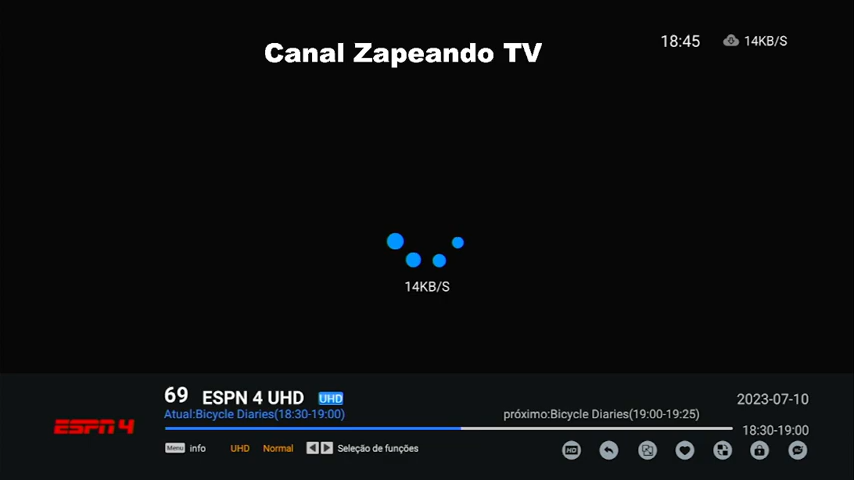 Canal Zapeando TV
18:45 14KB/S
14KB/S
69 ESPN 4 UHD UHD
2023-07-10
Atual:Bicycle Diaries(18:30-19:00)
próximo:Bicycle Diaries(19:00-19:25)
ESPN 4
18:30-19:00
Menu info UHD Normal Seleção de funções HD